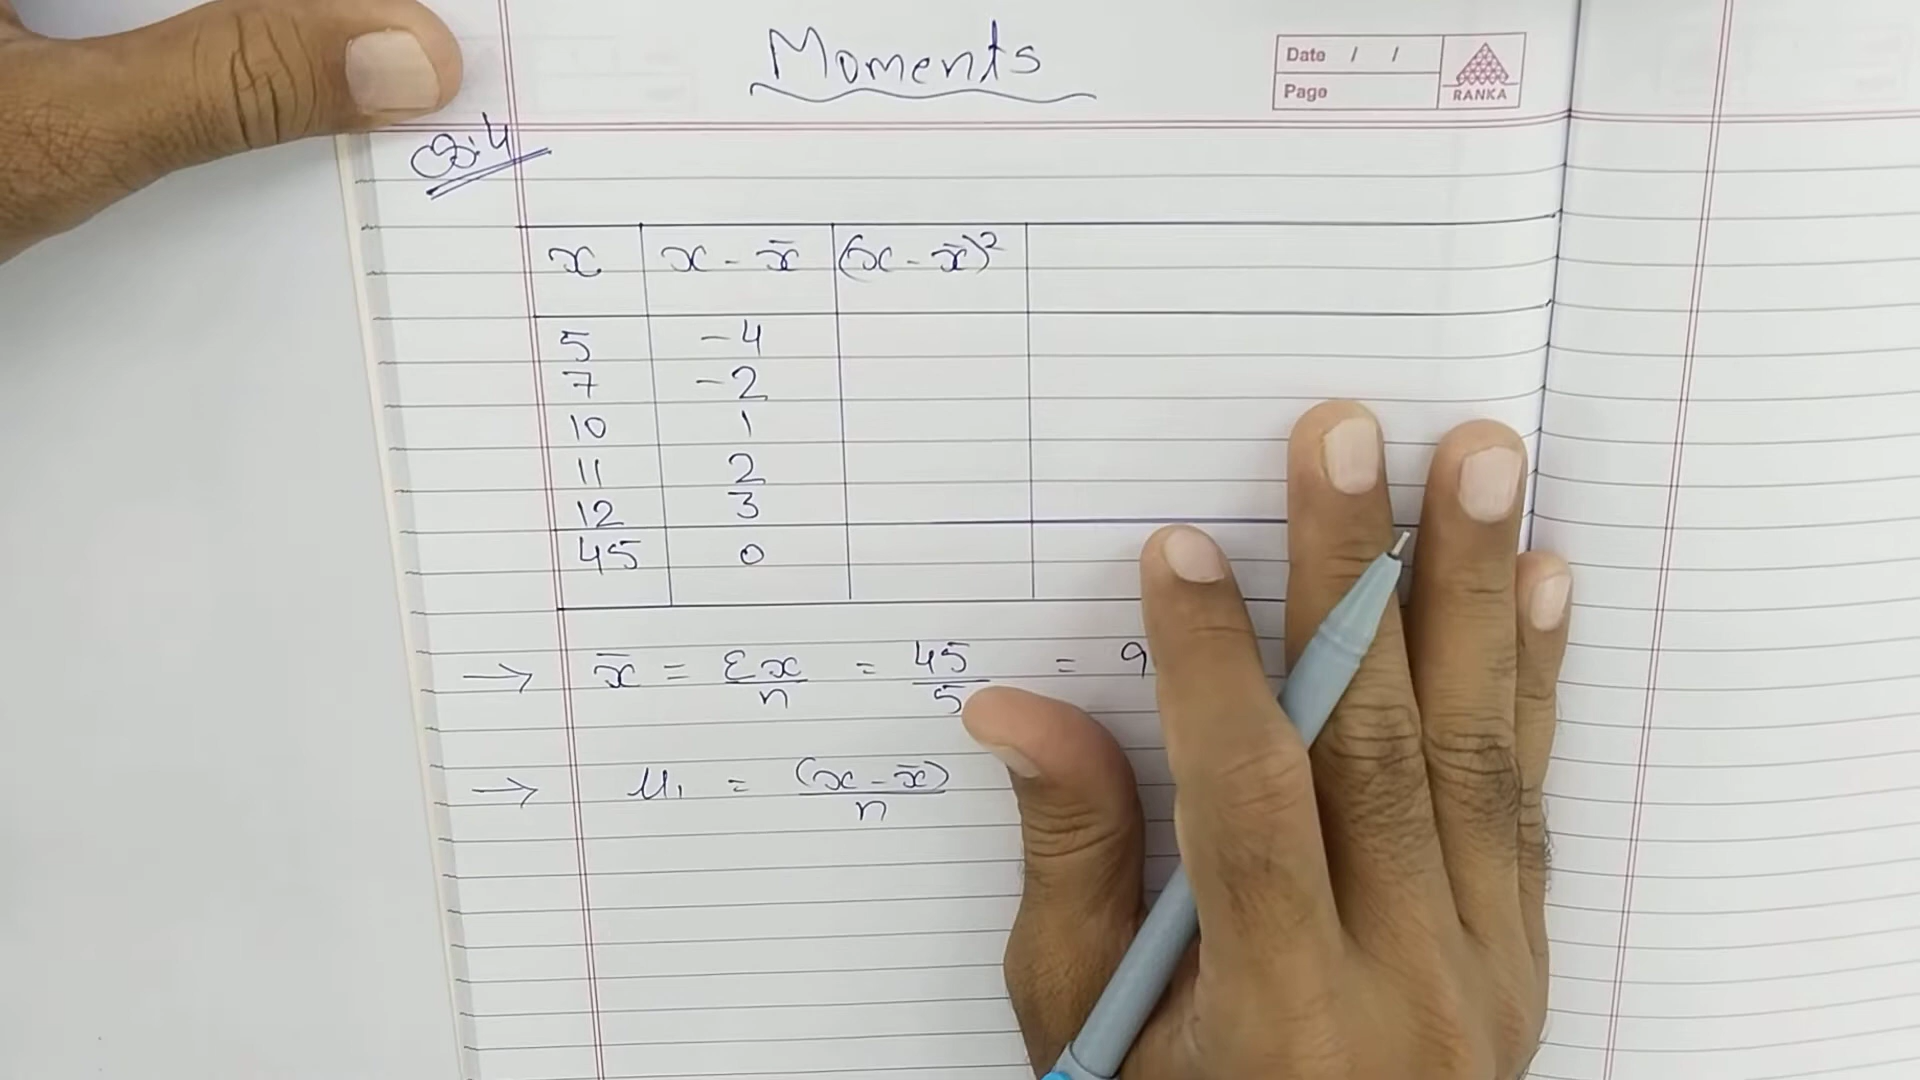 Moments
Date / /
Page
RANKA
Q:4
x x - x̄ (x - x̄)²
5 -4
7 -2
10 1
11 2
12 3
45 0
→ x̄ = Σx/n = 45/5 = 9
→ μ₁ = (x - x̄)/n